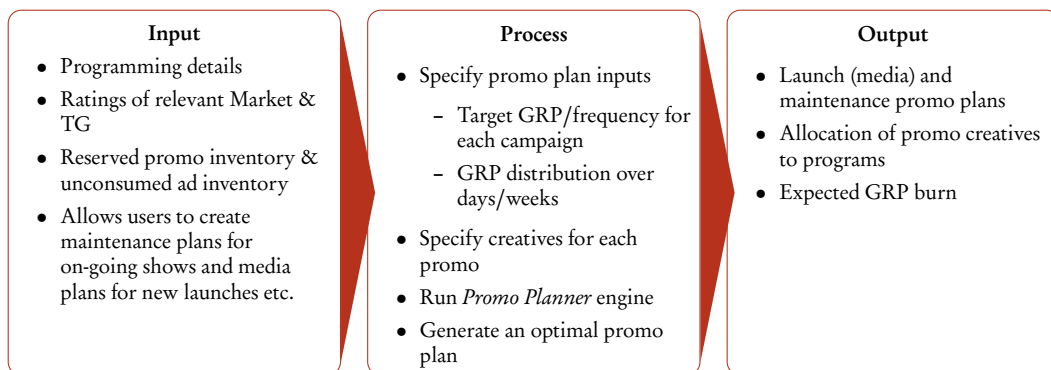 Input
• Programming details
• Ratings of relevant Market &
TG
• Reserved promo inventory &
unconsumed ad inventory
• Allows users to create
maintenance plans for
on-going shows and media
plans for new launches etc.
Process
• Specify promo plan inputs
– Target GRP/frequency for
each campaign
– GRP distribution over
days/weeks
• Specify creatives for each
promo
• Run Promo Planner engine
• Generate an optimal promo
plan
Output
• Launch (media) and
maintenance promo plans
• Allocation of promo creatives
to programs
• Expected GRP burn